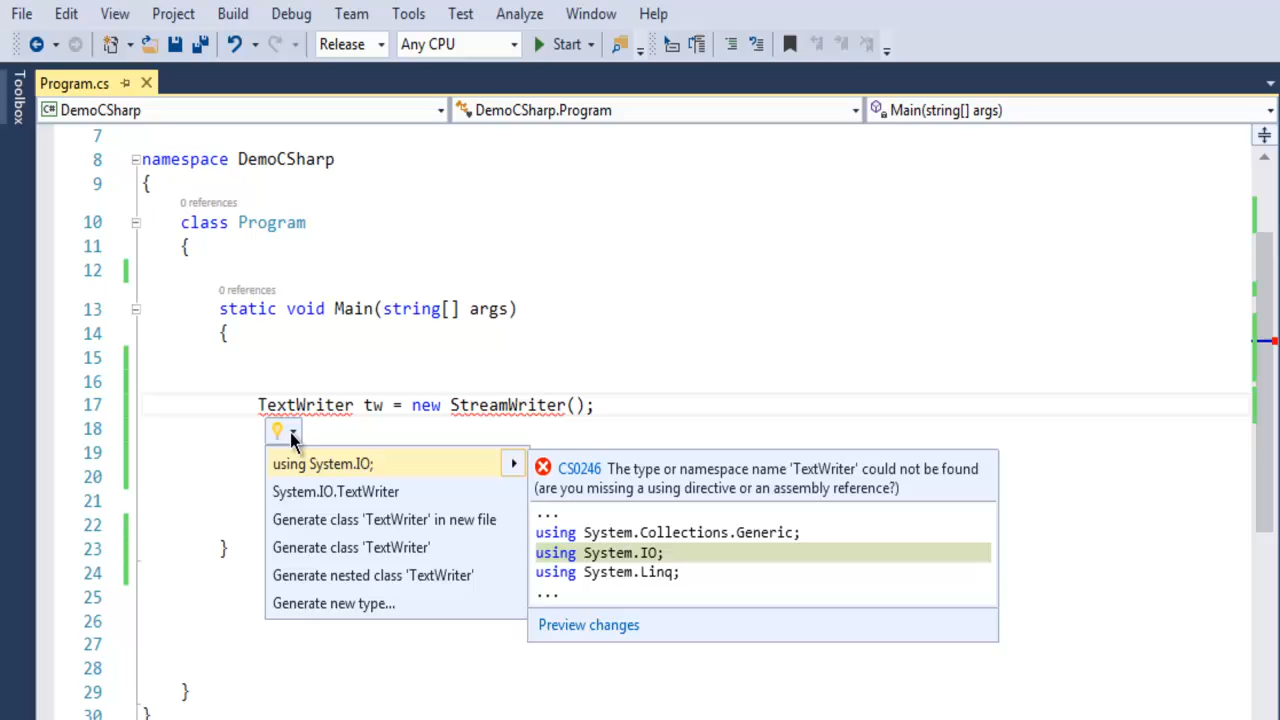 File Edit View Project Build Debug Team Tools Test Analyze Window Help
Release Any CPU Start
Toolbox
Program.cs
C# DemoCSharp DemoCSharp.Program Main(string[] args)
7
8 namespace DemoCSharp
9 {
0 references
10 class Program
11 {
12
0 references
13 static void Main(string[] args)
14 {
15
16
17 TextWriter tw = new StreamWriter();
18
19
20
21
22
23 }
24
25
26
27
28
29 }
30 }
using System.IO;
System.IO.TextWriter
Generate class 'TextWriter' in new file
Generate class 'TextWriter'
Generate nested class 'TextWriter'
Generate new type...
CS0246 The type or namespace name 'TextWriter' could not be found
(are you missing a using directive or an assembly reference?)
...
using System.Collections.Generic;
using System.IO;
using System.Linq;
...
Preview changes